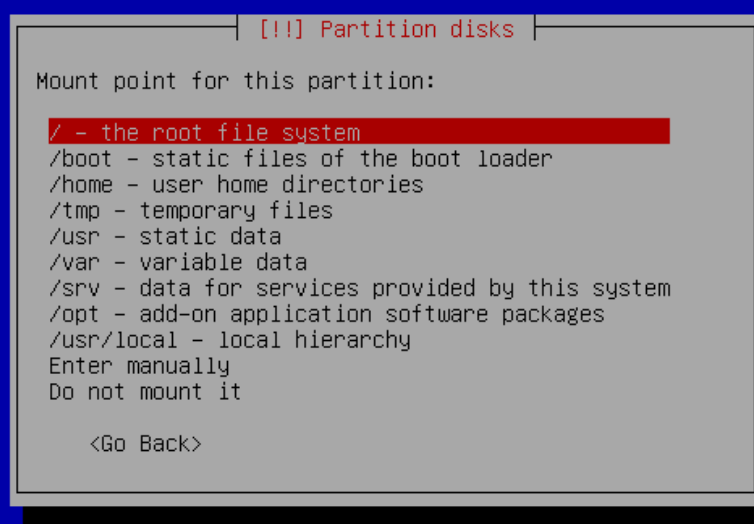 [!!] Partition disks
Mount point for this partition:
/ – the root file system
/boot – static files of the boot loader
/home – user home directories
/tmp – temporary files
/usr – static data
/var – variable data
/srv – data for services provided by this system
/opt – add-on application software packages
/usr/local – local hierarchy
Enter manually
Do not mount it
<Go Back>